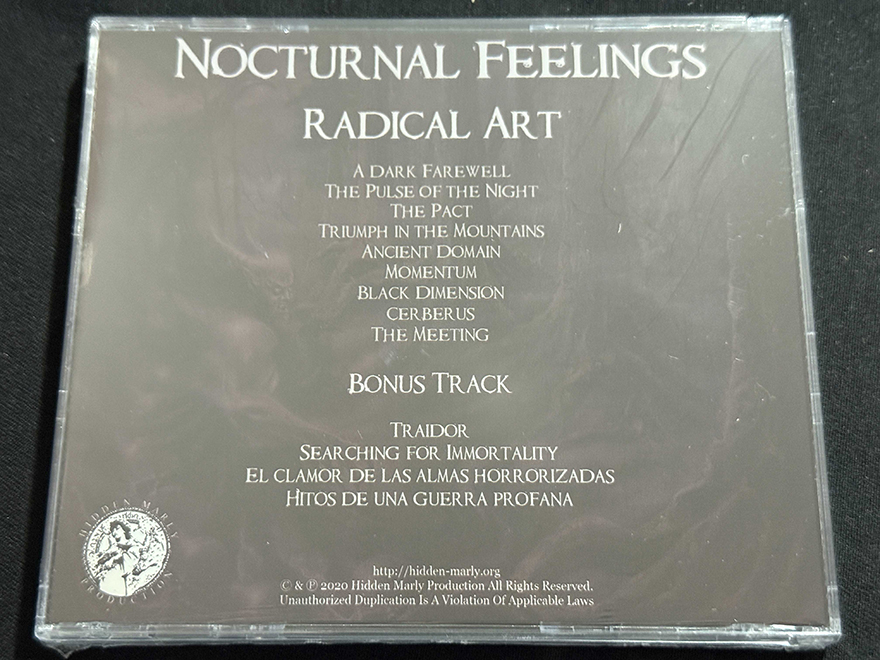 NOCTURNAL FEELINGS
RADICAL ART
A DARK FAREWELL
THE PULSE OF THE NIGHT
THE PACT
TRIUMPH IN THE MOUNTAINS
ANCIENT DOMAIN
MOMENTUM
BLACK DIMENSION
CERBERUS
THE MEETING
BONUS TRACK
TRAIDOR
SEARCHING FOR IMMORTALITY
EL CLAMOR DE LAS ALMAS HORRORIZADAS
HITOS DE UNA GUERRA PROFANA
HIDDEN MARLY
PRODUCTION
http://hidden-marly.org
© & ℗ 2020 Hidden Marly Production All Rights Reserved.
Unauthorized Duplication Is A Violation Of Applicable Laws